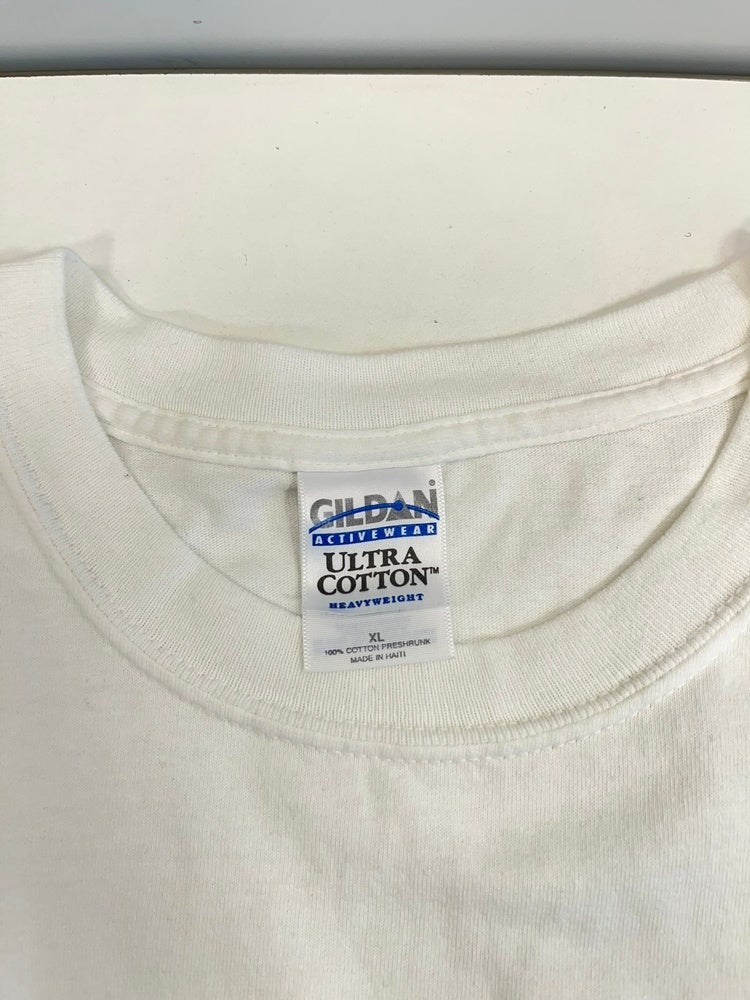 GILDAN®
ACTIVEWEAR
ULTRA
COTTON™
HEAVYWEIGHT
XL
100% COTTON PRESHRUNK
MADE IN HAITI